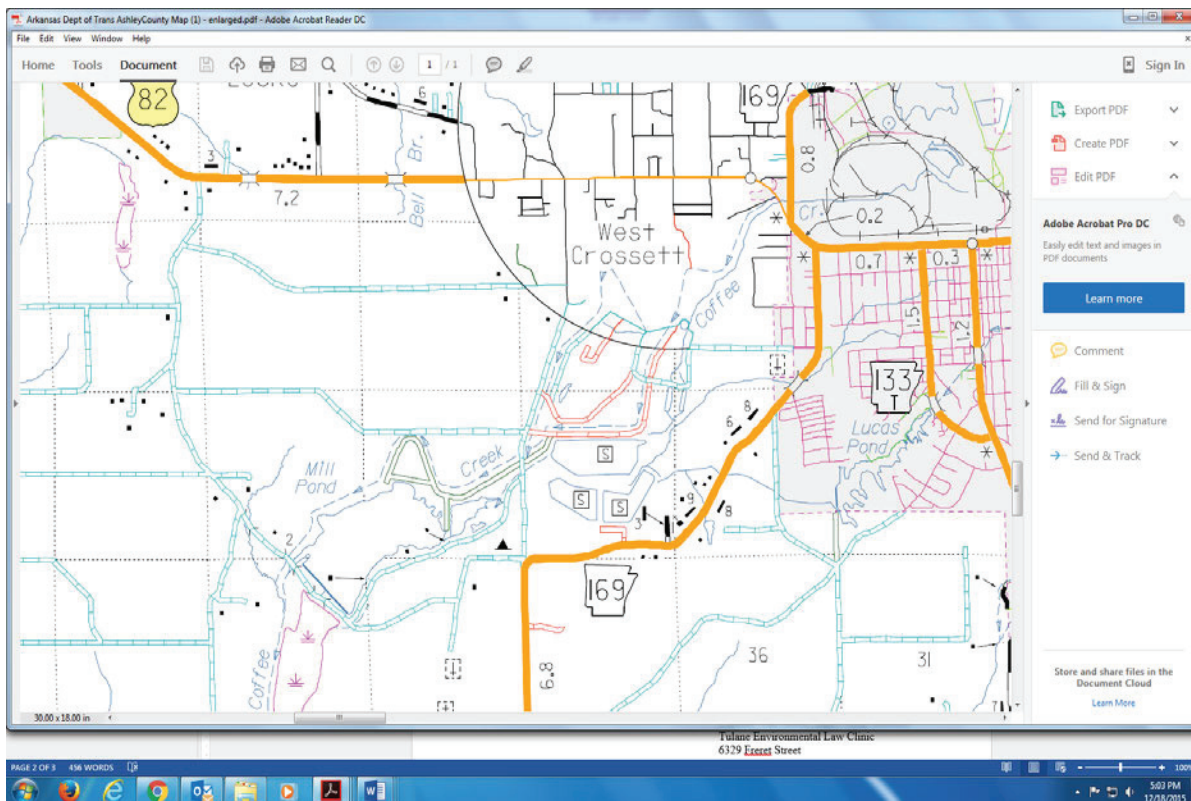 Arkansas Dept of Trans AshleyCounty Map (1) - enlarged.pdf - Adobe Acrobat Reader DC
File Edit View Window Help
Home Tools Document 1 / 1 Sign In
Export PDF
Create PDF
Edit PDF
Adobe Acrobat Pro DC
Easily edit text and images in
PDF documents
Learn more
Comment
Fill & Sign
Send for Signature
Send & Track
Store and share files in the
Document Cloud
Learn More
82
6
169
3
7.2
Bell Br.
0.8
Cr.
0.2
West
Crossett
0.7
0.3
Coffee
1.5
1.2
133
T
8
6
Lucas
Pond
Creek
Mill
Pond
S
S
S
9
3
8
2
169
36
31
6.8
7
Coffee
30.00 x 18.00 in
Tulane Environmental Law Clinic
6329 Freret Street
PAGE 2 OF 3 456 WORDS
100%
5:03 PM
12/18/2015